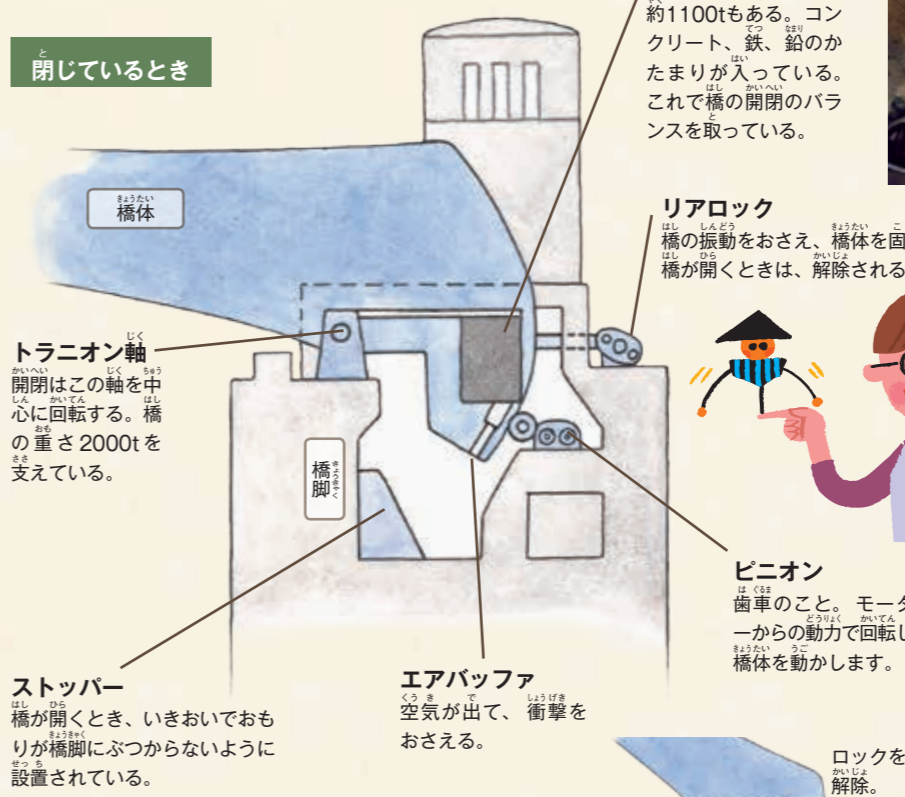 閉じているとき
約1100tもある。コン
クリート、鉄、鉛のか
たまりが入っている。
これで橋の開閉のバラ
ンスを取っている。
橋体
リアロック
橋の振動をおさえ、橋体を固
橋が開くときは、解除される
トラニオン軸
開閉はこの軸を中
心に回転する。橋
の重さ2000tを
支えている。
橋脚
ピニオン
歯車のこと。モータ
ーからの動力で回転し
橋体を動かします。
ストッパー
橋が開くとき、いきおいでおも
りが橋脚にぶつからないように
設置されている。
エアバッファ
空気が出て、衝撃を
おさえる。
ロックを
解除。